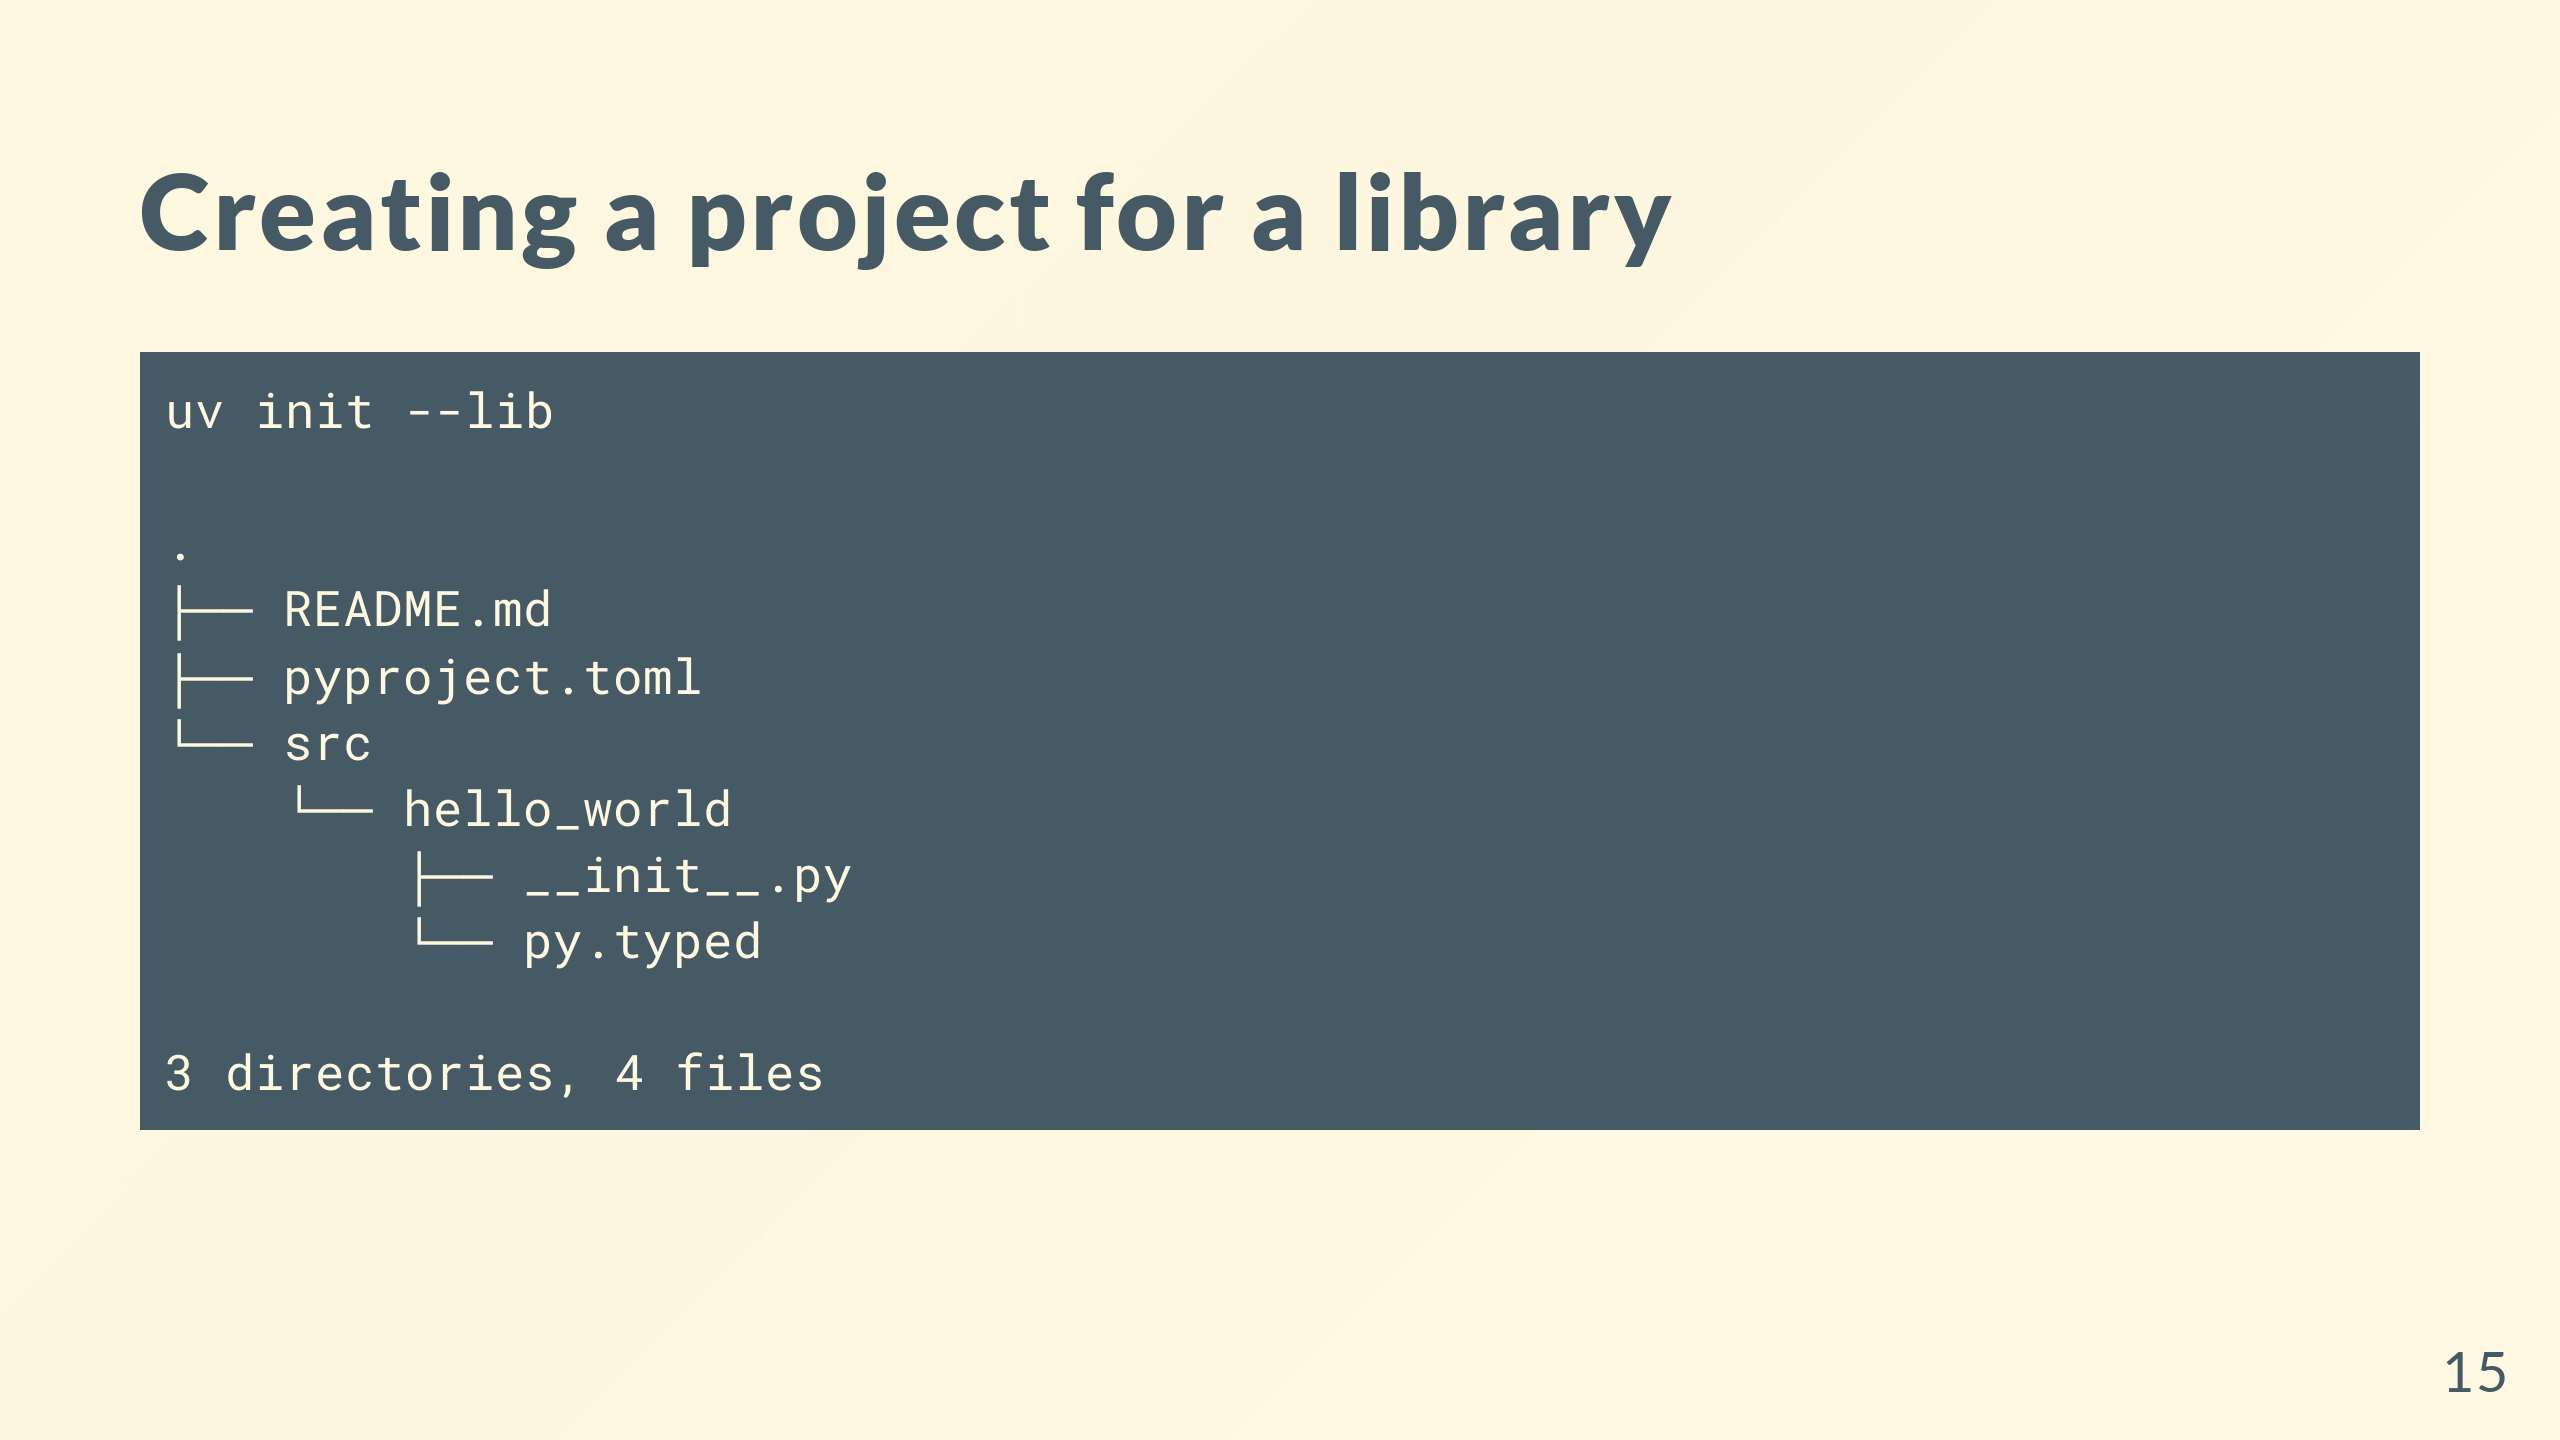 Creating a project for a library
uv init --lib
.
├── README.md
├── pyproject.toml
└── src
    └── hello_world
        ├── __init__.py
        └── py.typed
3 directories, 4 files
15